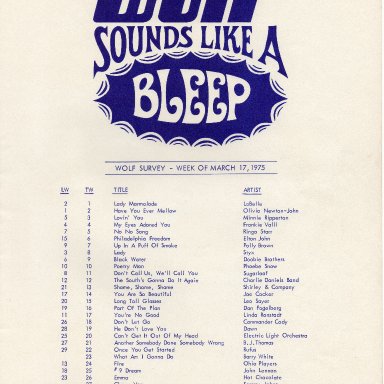 WOLF
SOUNDS LIKE A
BLEEP
WOLF SURVEY - WEEK OF MARCH 17, 1975
LW TW TITLE ARTIST
2 1 Lady Marmalade LaBelle
1 2 Have You Ever Mellow Olivia Newton-John
5 3 Lovin' You Minnie Ripperton
4 4 My Eyes Adored You Frankie Valli
7 5 No No Song Ringo Starr
15 6 Philadelphia Freedom Elton John
9 7 Up In A Puff Of Smoke Polly Brown
3 8 Lady Styx
6 9 Black Water Doobie Brothers
10 10 Poetry Man Phoebe Snow
8 11 Don't Call Us, We'll Call You Sugarloaf
12 12 The South's Gonna Do It Again Charlie Daniels Band
21 13 Shame, Shame, Shame Shirley & Company
17 14 You Are So Beautiful Joe Cocker
20 15 Long Tall Glasses Leo Sayer
19 16 Part Of The Plan Dan Fogelberg
11 17 You're No Good Linda Ronstadt
26 18 Don't Let Go Commander Cody
28 19 He Don't Love You Dawn
25 20 Can't Get It Out Of My Head Electric Light Orchestra
27 21 Another Somebody Done Somebody Wrong B.J. Thomas
29 22 Once You Get Started Rufus
23 What Am I Gonna Do Barry White
13 24 Fire Ohio Players
18 25 #9 Dream John Lennon
23 26 Emma Hot Chocolate